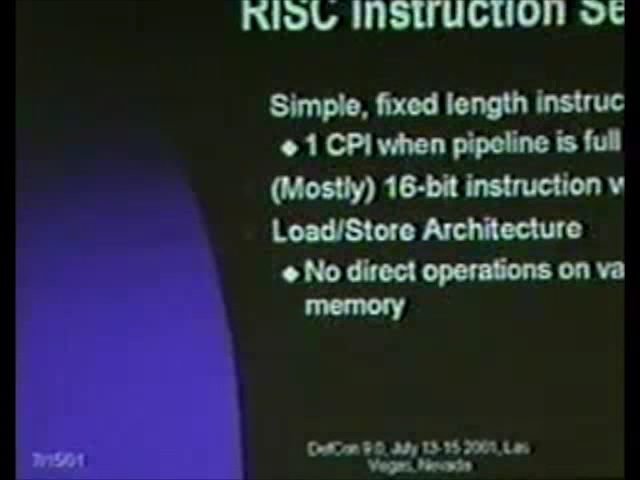 RISC Instruction Se
Simple, fixed length instruc
◆ 1 CPI when pipeline is full
(Mostly) 16-bit instruction w
Load/Store Architecture
◆ No direct operations on va
memory
7/15/01
DefCon 9.0, July 13-15 2001, Las
Vegas, Nevada